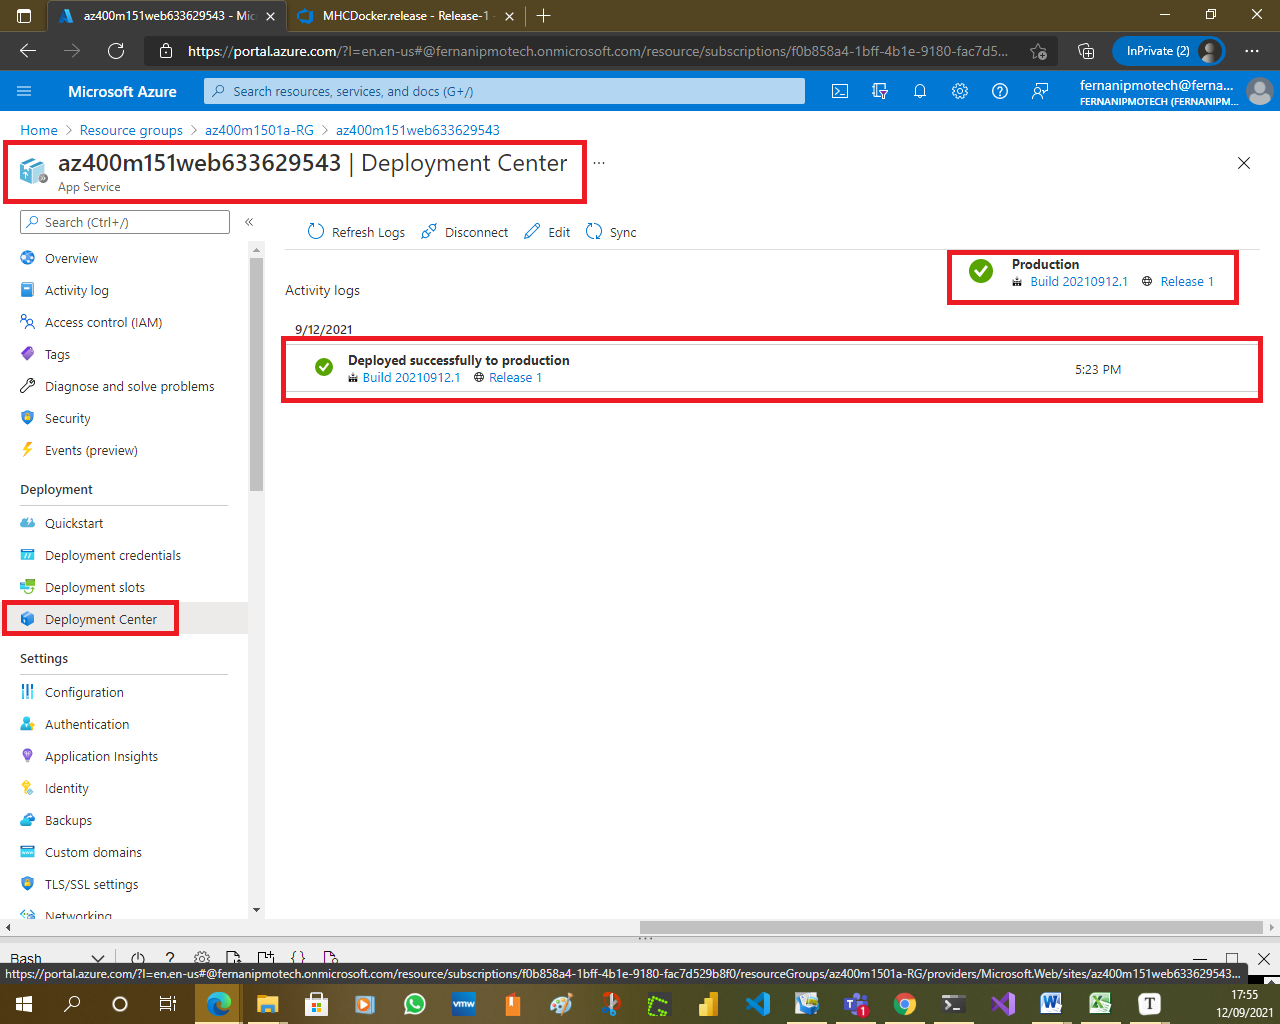 az400m151web633629543 - Mic
MHCDocker.release - Release-1 -
https://portal.azure.com/?l=en.en-us#@fernanipmotech.onmicrosoft.com/resource/subscriptions/f0b858a4-1bff-4b1e-9180-fac7d5...
InPrivate (2)
Microsoft Azure
Search resources, services, and docs (G+/)
fernanipmotech@ferna...
FERNANIPMOTECH (FERNANIPM...
Home > Resource groups > az400m1501a-RG > az400m151web633629543
az400m151web633629543 | Deployment Center ...
App Service
Search (Ctrl+/)
«
Refresh Logs
Disconnect
Edit
Sync
Overview
Activity log
Access control (IAM)
Tags
Diagnose and solve problems
Security
Events (preview)
Deployment
Quickstart
Deployment credentials
Deployment slots
Deployment Center
Settings
Configuration
Authentication
Application Insights
Identity
Backups
Custom domains
TLS/SSL settings
Networking
Production
Build 20210912.1 Release 1
Activity logs
9/12/2021
Deployed successfully to production
Build 20210912.1 Release 1
5:23 PM
Bash
https://portal.azure.com/?l=en.en-us#@fernanipmotech.onmicrosoft.com/resource/subscriptions/f0b858a4-1bff-4b1e-9180-fac7d529b8f0/resourceGroups/az400m1501a-RG/providers/Microsoft.Web/sites/az400m151web633629543...
vmw
1
T
17:55
12/09/2021